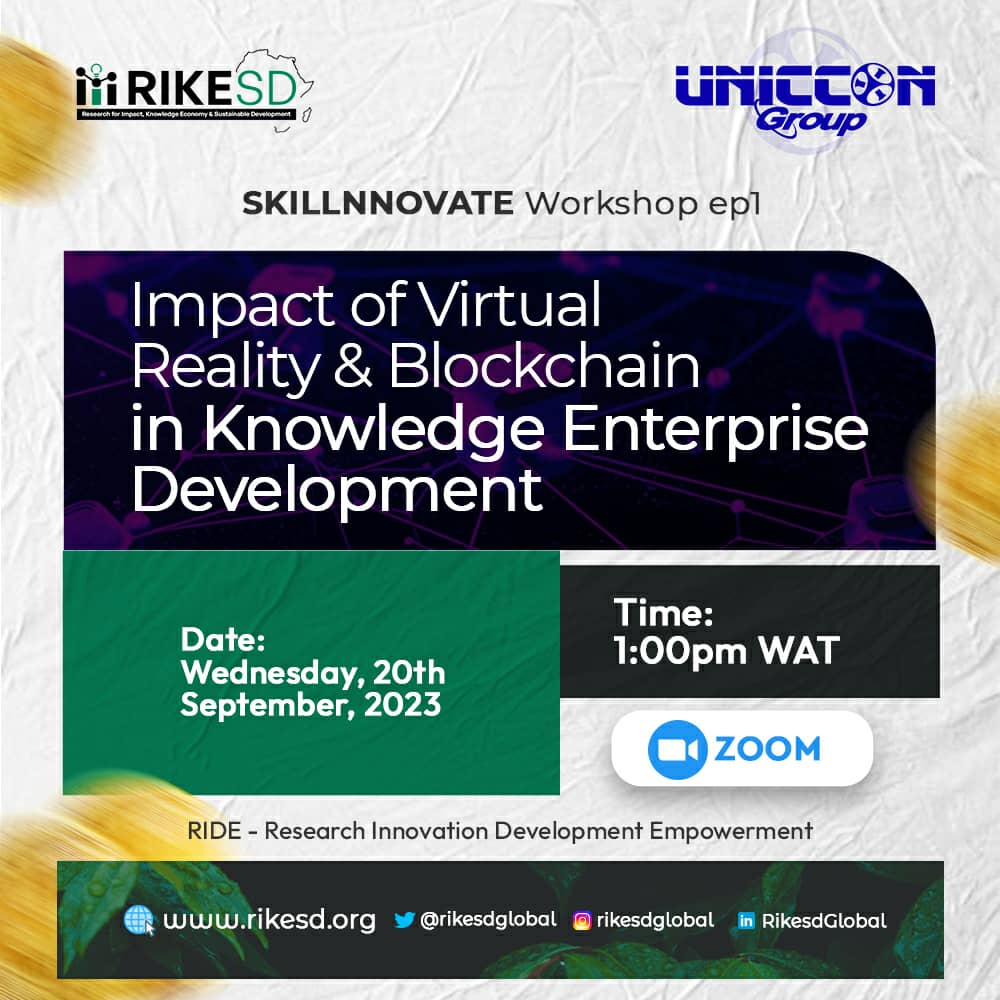 RIKESD
Research for Impact, Knowledge Economy & Sustainable Development
UNICCON
Group
SKILLNNOVATE Workshop ep1
Impact of Virtual
Reality & Blockchain
in Knowledge Enterprise
Development
Date:
Wednesday, 20th
September, 2023
Time:
1:00pm WAT
ZOOM
RIDE - Research Innovation Development Empowerment
www.rikesd.org @rikesdglobal rikesdglobal in RikesdGlobal